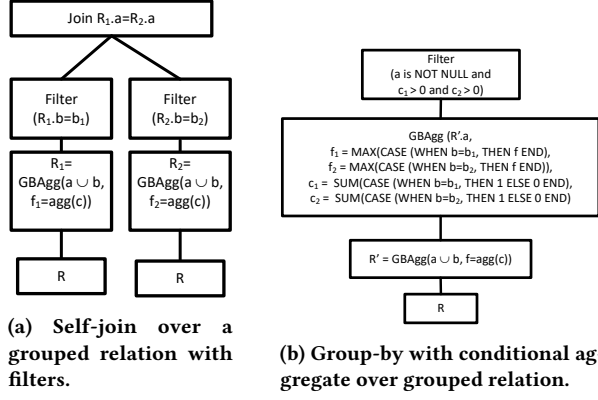 Join R₁.a=R₂.a
Filter
(R₁.b=b₁)
Filter
(R₂.b=b₂)
R₁=
GBAgg(a ∪ b,
f₁=agg(c))
R₂=
GBAgg(a ∪ b,
f₂=agg(c))
R
R
(a) Self-join over a
grouped relation with
filters.
Filter
(a is NOT NULL and
c₁ > 0 and c₂ > 0)
GBAgg (R'.a,
f₁ = MAX(CASE (WHEN b=b₁, THEN f END),
f₂ = MAX(CASE (WHEN b=b₂, THEN f END)),
c₁ = SUM(CASE (WHEN b=b₁, THEN 1 ELSE 0 END),
c₂ = SUM(CASE (WHEN b=b₂, THEN 1 ELSE 0 END)
R' = GBAgg(a ∪ b, f=agg(c))
R
(b) Group-by with conditional ag
gregate over grouped relation.